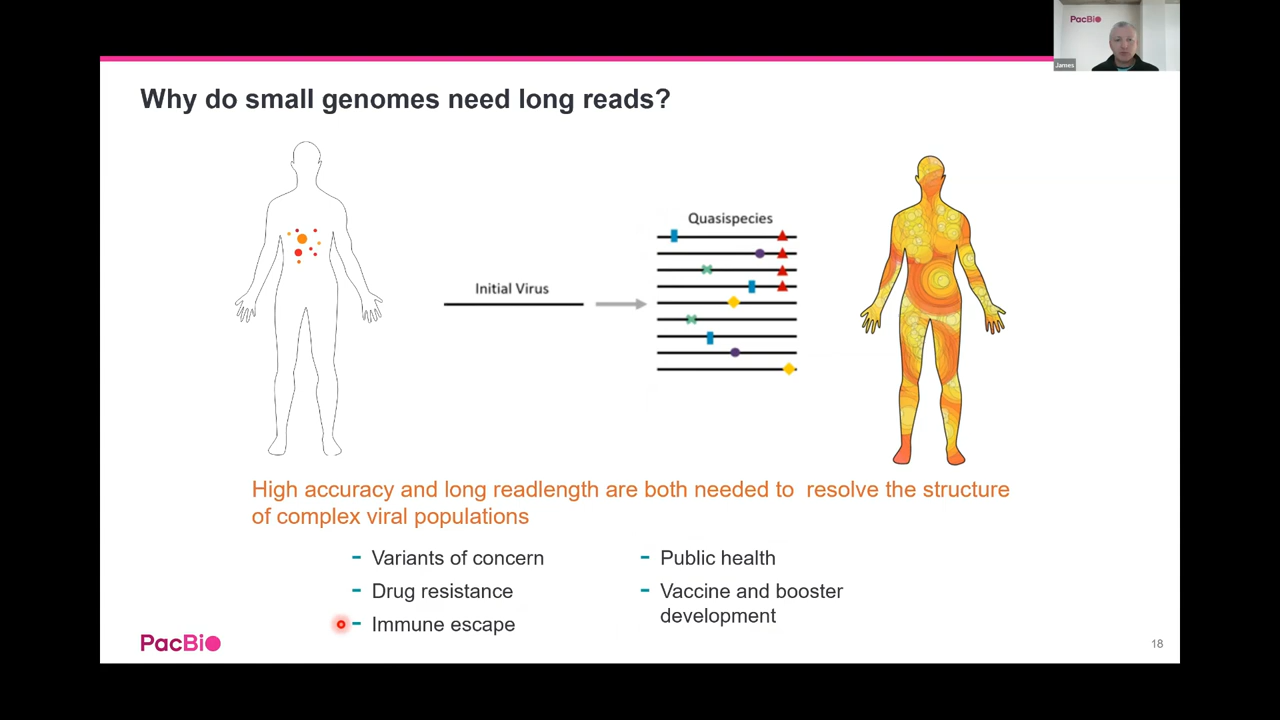 PacBio
James
Why do small genomes need long reads?
Quasispecies
Initial Virus
High accuracy and long readlength are both needed to resolve the structure
of complex viral populations
- Variants of concern
- Drug resistance
- Immune escape
- Public health
- Vaccine and booster
development
PacBio
18